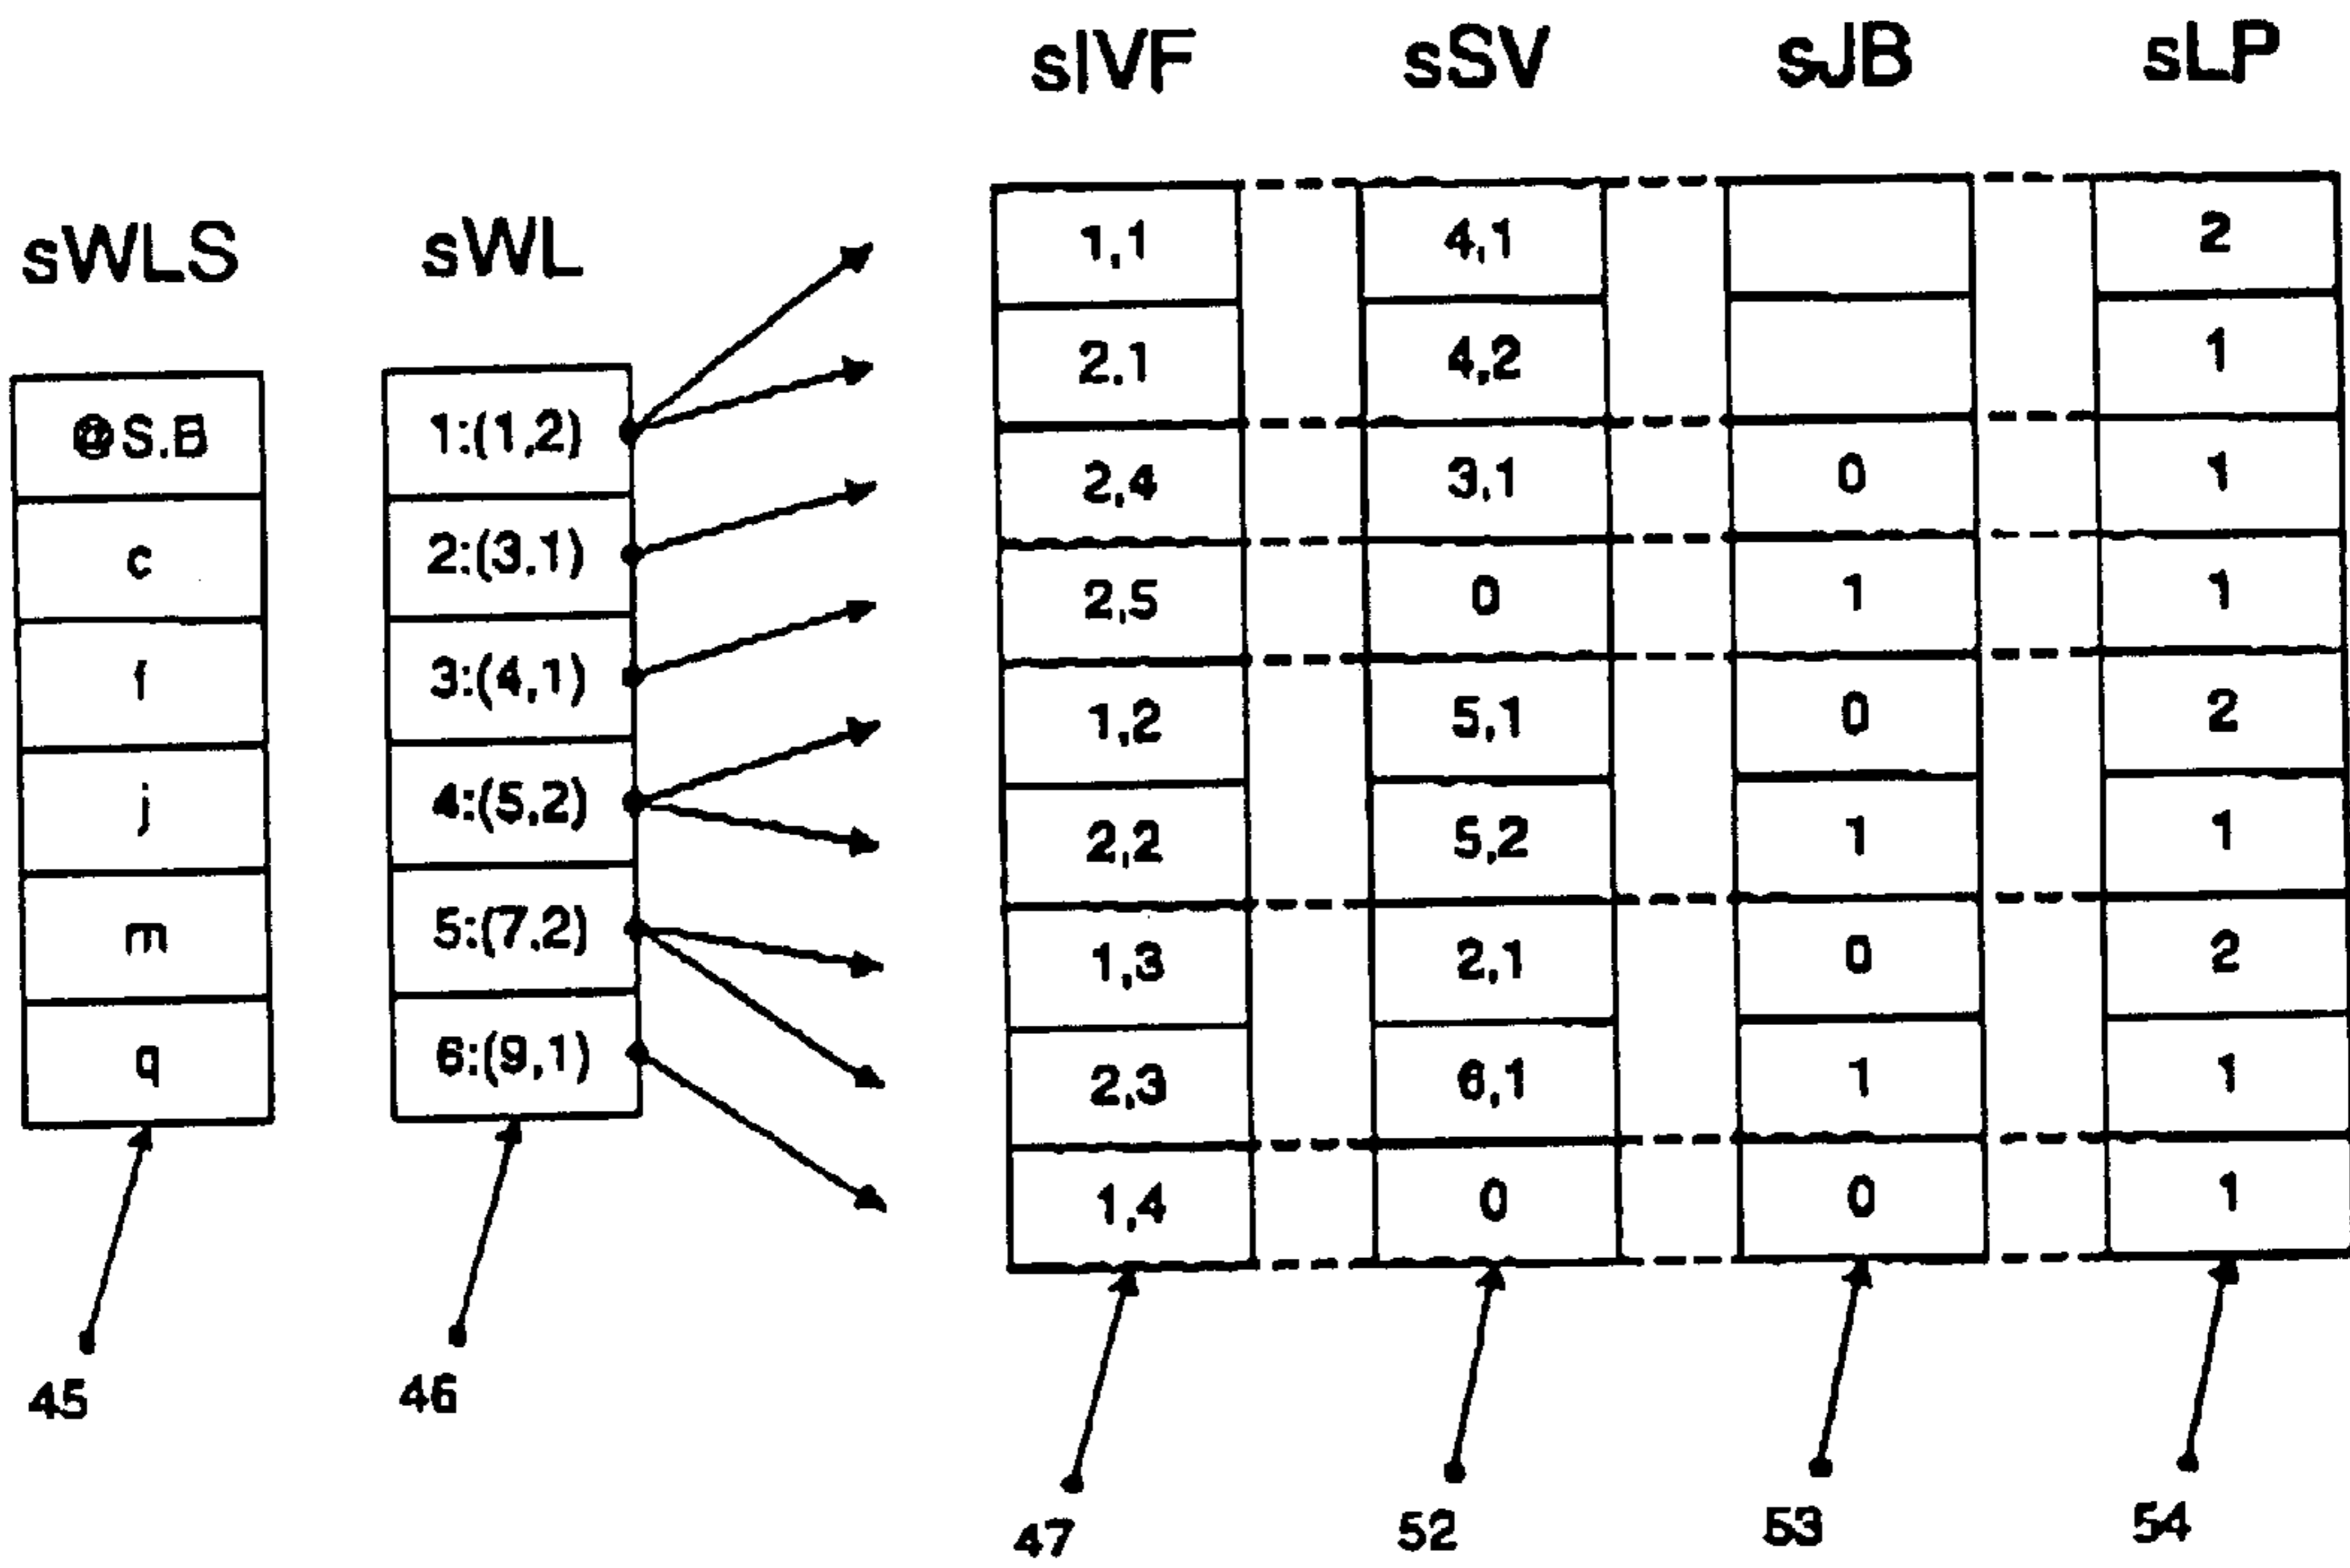 sIVF sSV sJB sLP
sWLS sWL
1,1 4,1 2
2.1 4,2 1
@S.B 1:(1,2)
2,4 3,1 0 1
c 2:(3,1)
2,5 0 1 1
f 3:(4,1)
1,2 5,1 0 2
j 4:(5,2)
2,2 5,2 1 1
m 5:(7,2)
1,3 2,1 0 2
q 6:(9,1)
2,3 6,1 1 1
1,4 0 0 1
45 46
47 52 53 54